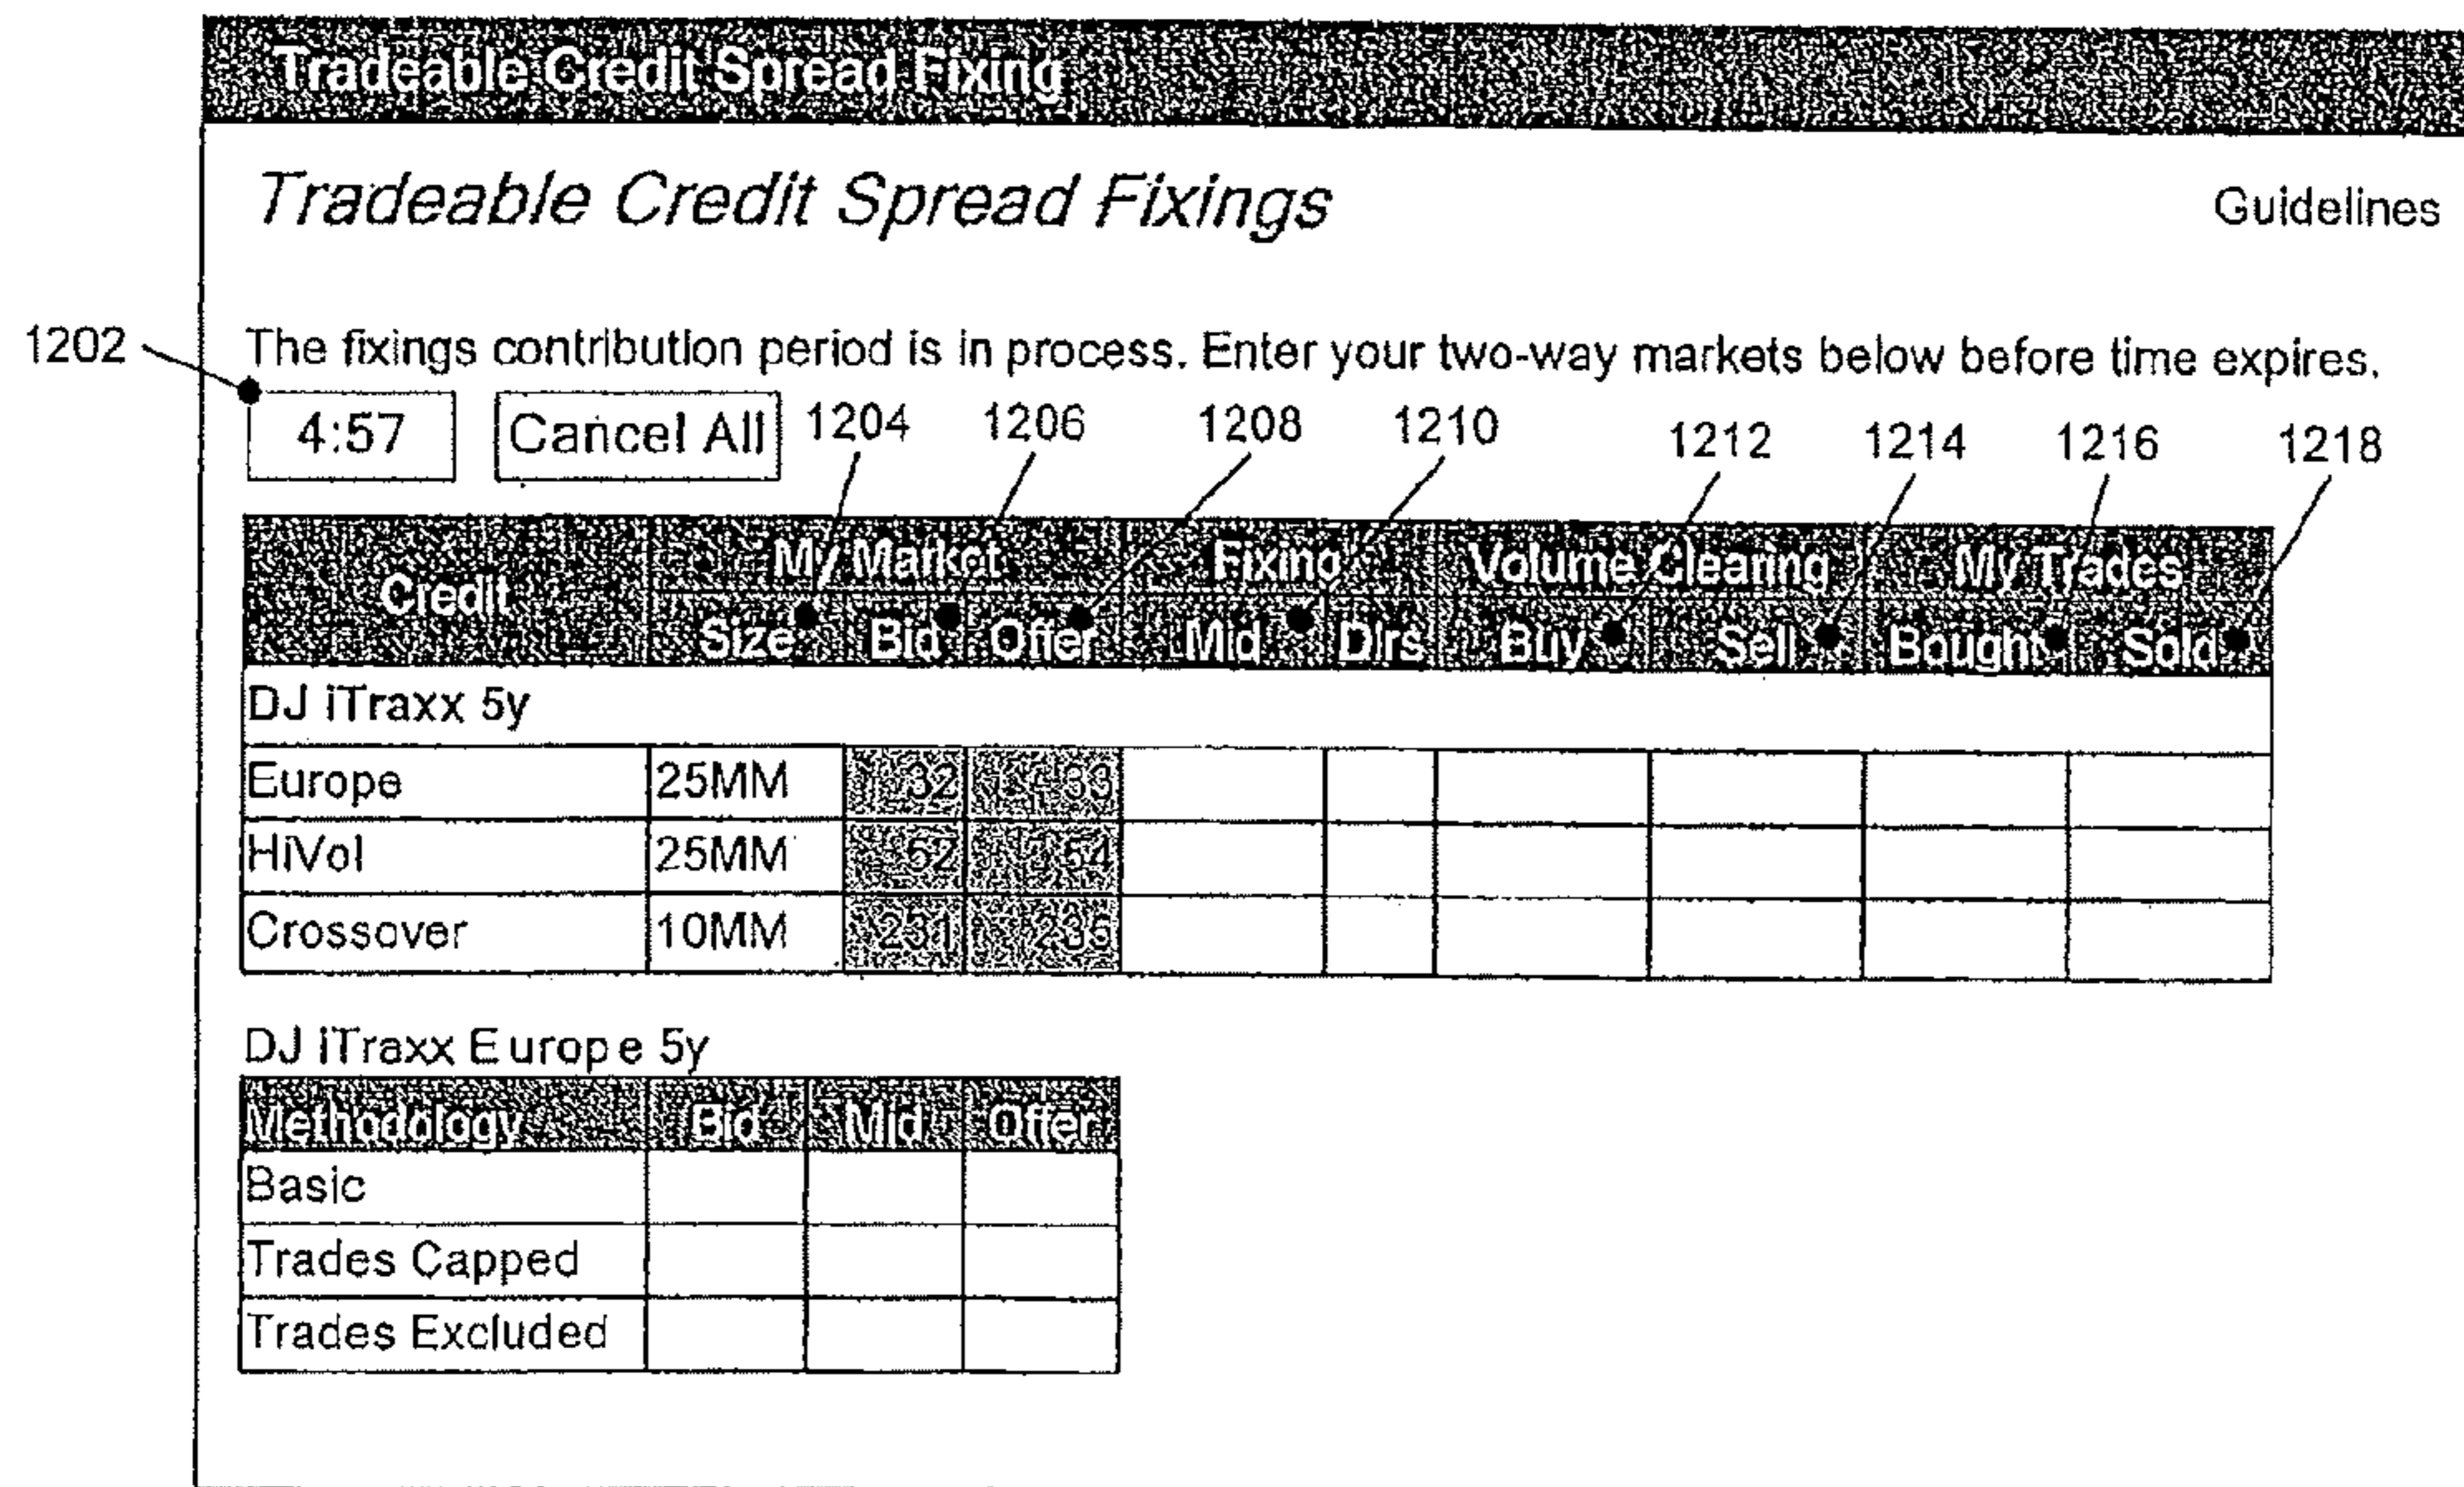 Tradeable Credit Spread Fixing
Tradeable Credit Spread Fixings Guidelines
1202 The fixings contribution period is in process. Enter your two-way markets below before time expires.
4:57 Cancel All 1204 1206 1208 1210 1212 1214 1216 1218
Credit My Market Fixing Volume Clearing My Trades
Size Bid Offer Mid Dlrs Buy Sell Bought Sold
DJ iTraxx 5y
Europe 25MM 32 33
HiVol 25MM 52 54
Crossover 10MM 231 235
DJ iTraxx Europe 5y
Methodology Bid Mid Offer
Basic
Trades Capped
Trades Excluded